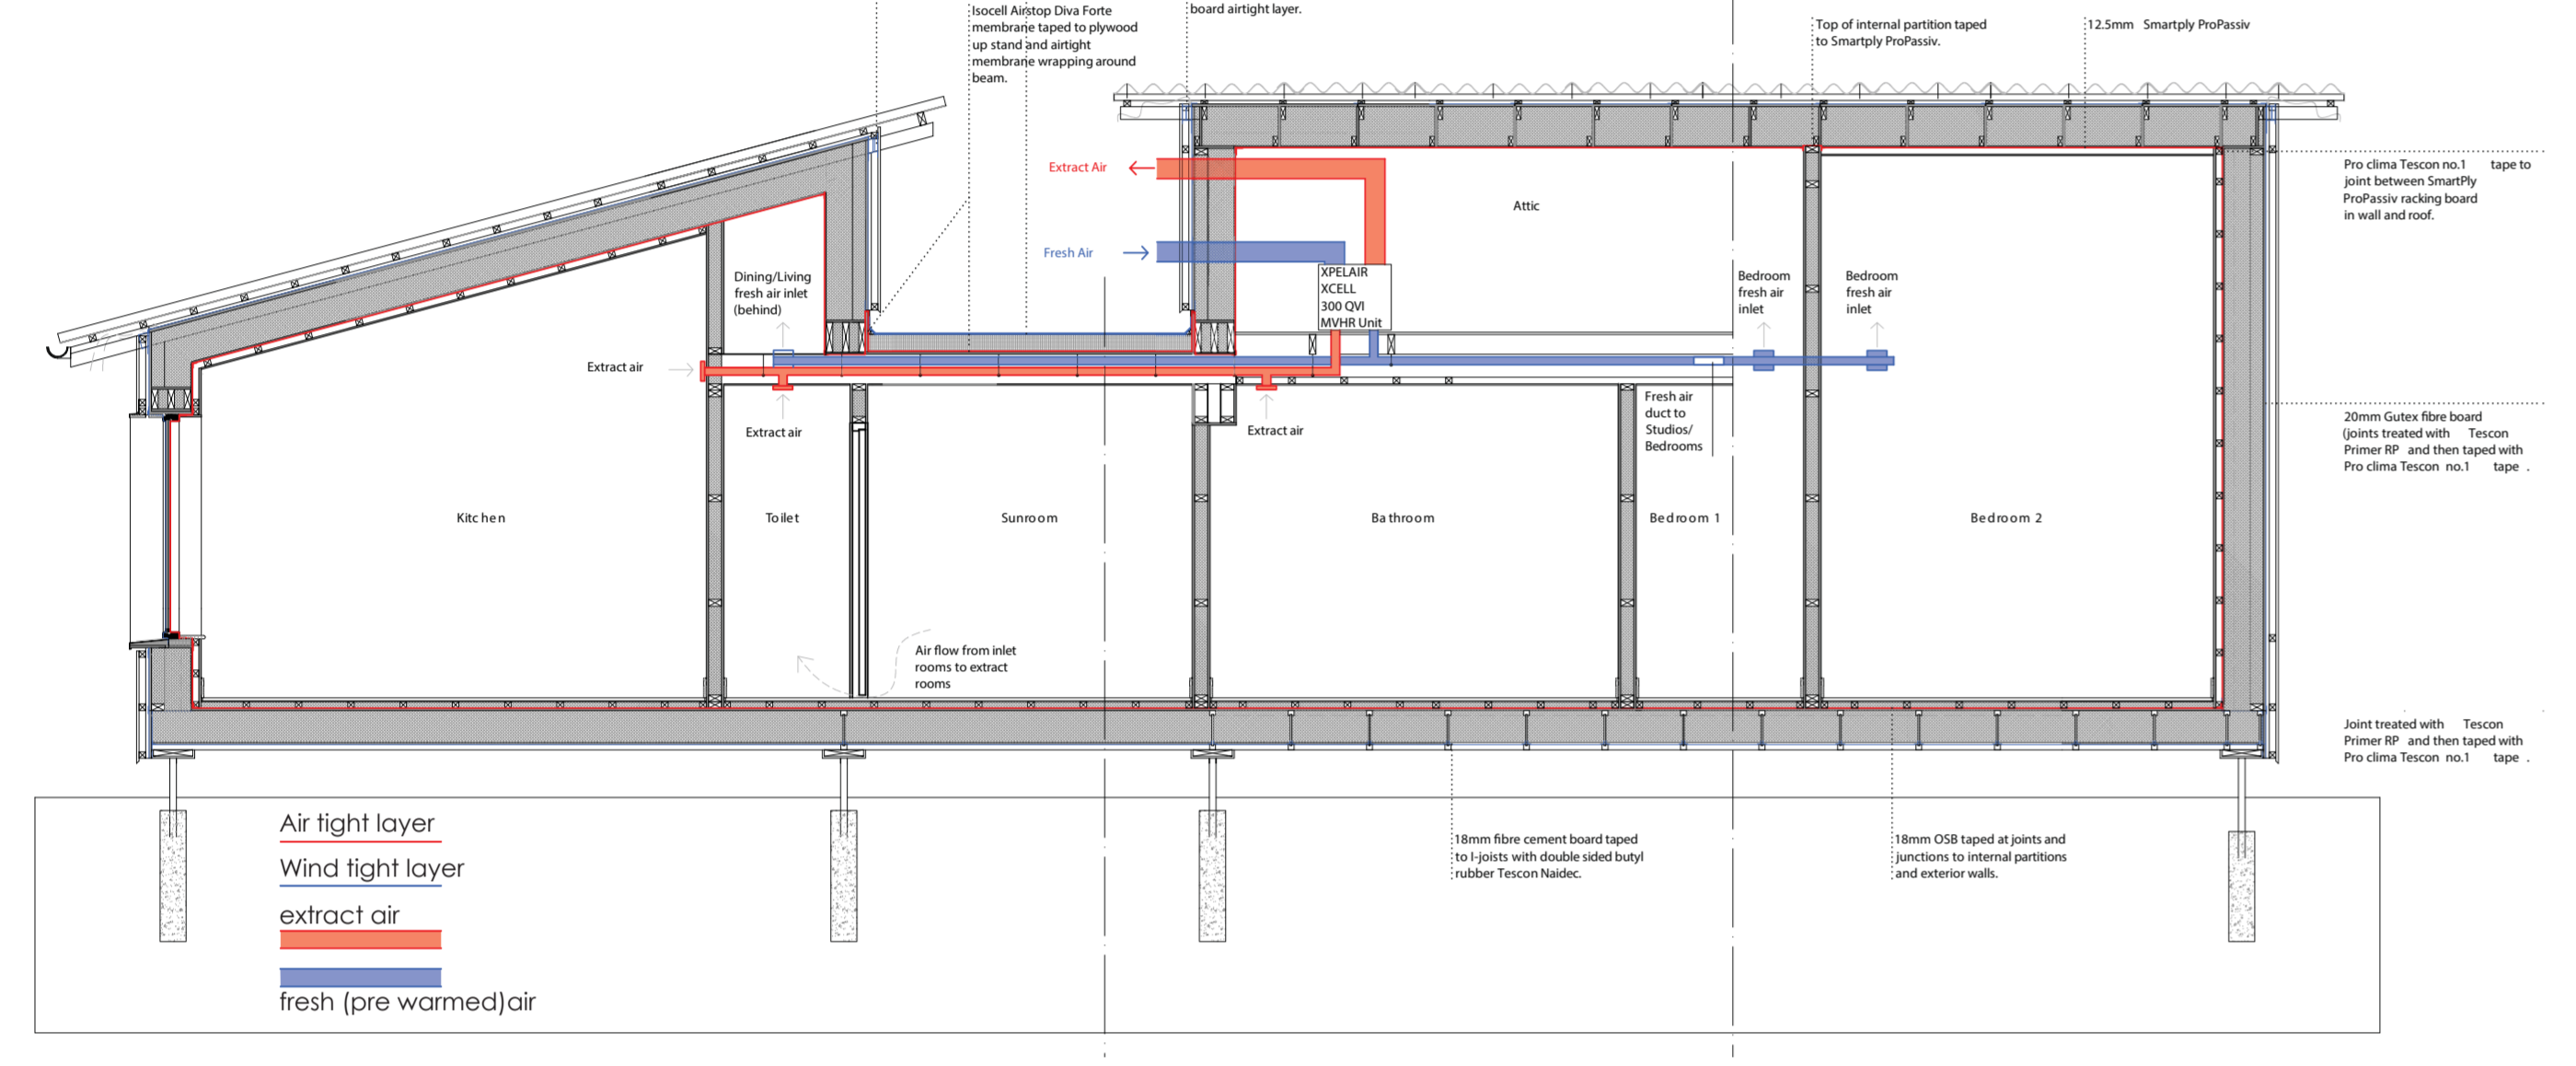 Isocell Airstop Diva Forte
membrane taped to plywood
up stand and airtight
membrane wrapping around
beam.
board airtight layer.
Top of internal partition taped
to Smartply ProPassiv.
12.5mm Smartply ProPassiv
Pro clima Tescon no.1 tape to
joint between SmartPly
ProPassiv racking board
in wall and roof.
Extract Air
Attic
Fresh Air
XPELAIR
XCELL
300 QVI
MVHR Unit
Dining/Living
fresh air inlet
(behind)
Bedroom
fresh air
inlet
Bedroom
fresh air
inlet
Extract air
Extract air
Extract air
Fresh air
duct to
Studios/
Bedrooms
20mm Gutex fibre board
(joints treated with Tescon
Primer RP and then taped with
Pro clima Tescon no.1 tape .
Kitchen
Toilet
Sunroom
Bathroom
Bedroom 1
Bedroom 2
Air flow from inlet
rooms to extract
rooms
Joint treated with Tescon
Primer RP and then taped with
Pro clima Tescon no.1 tape .
Air tight layer
Wind tight layer
extract air
fresh (pre warmed)air
18mm fibre cement board taped
to I-joists with double sided butyl
rubber Tescon Naidec.
18mm OSB taped at joints and
junctions to internal partitions
and exterior walls.